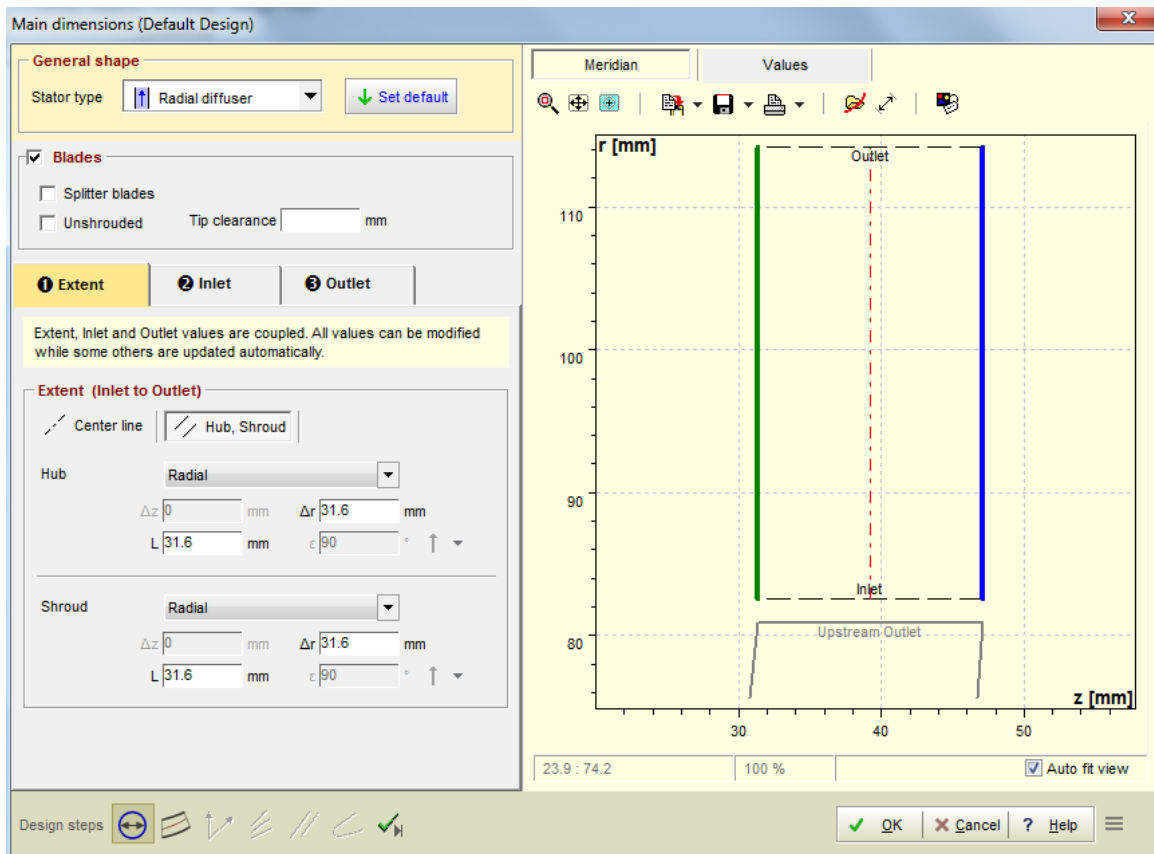 Main dimensions (Default Design)
General shape
Stator type Radial diffuser Set default
Blades
Splitter blades
Unshrouded Tip clearance mm
❶ Extent ❷ Inlet ❸ Outlet
Extent, Inlet and Outlet values are coupled. All values can be modified
while some others are updated automatically.
Extent (Inlet to Outlet)
Center line Hub, Shroud
Hub Radial
Δz 0 mm Δr 31.6 mm
L 31.6 mm ε 90 °
Shroud Radial
Δz 0 mm Δr 31.6 mm
L 31.6 mm ε 90 °
Meridian Values
r [mm]
Outlet
110
100
90
Inlet
80
Upstream Outlet
z [mm]
30 40 50
23.9 : 74.2 100 % Auto fit view
Design steps OK Cancel ? Help